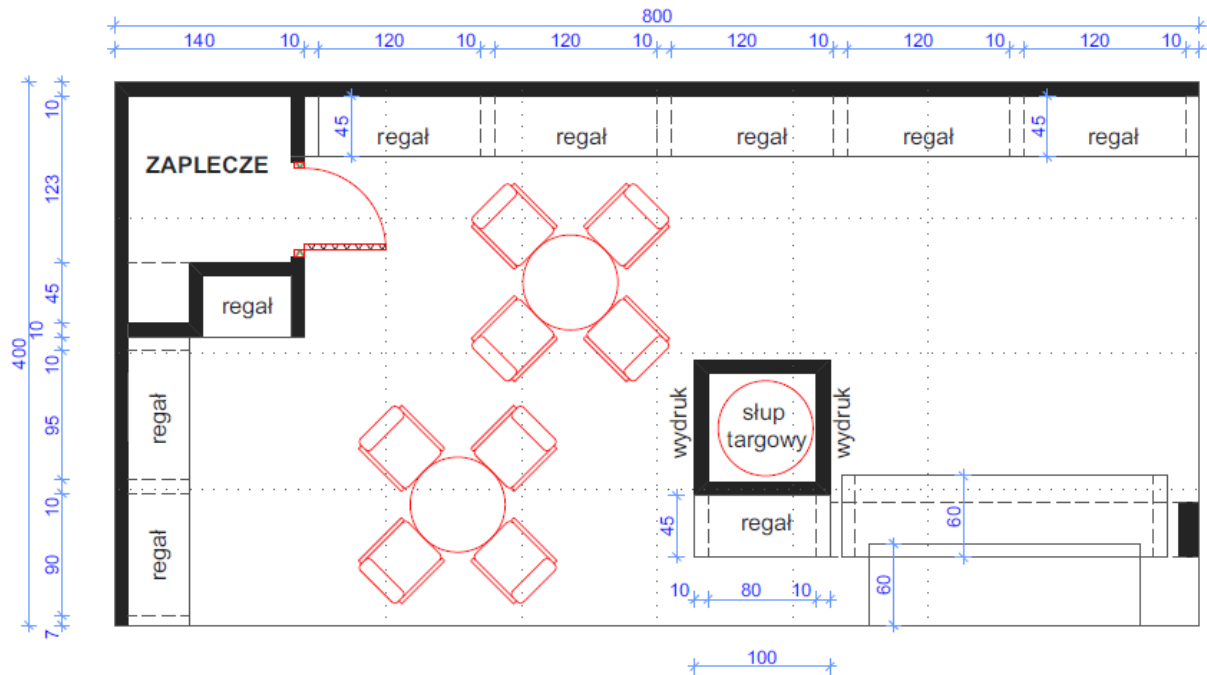 800
140 10 120 10 120 10 120 10 120 10 120 10
10
45
regał regał regał regał regał
45
ZAPLECZE
123
45
regał
10
400
10
regał
95
wydruk
słup
targowy
wydruk
10
45
regał
60
regał
90
10 80 10
60
7
100